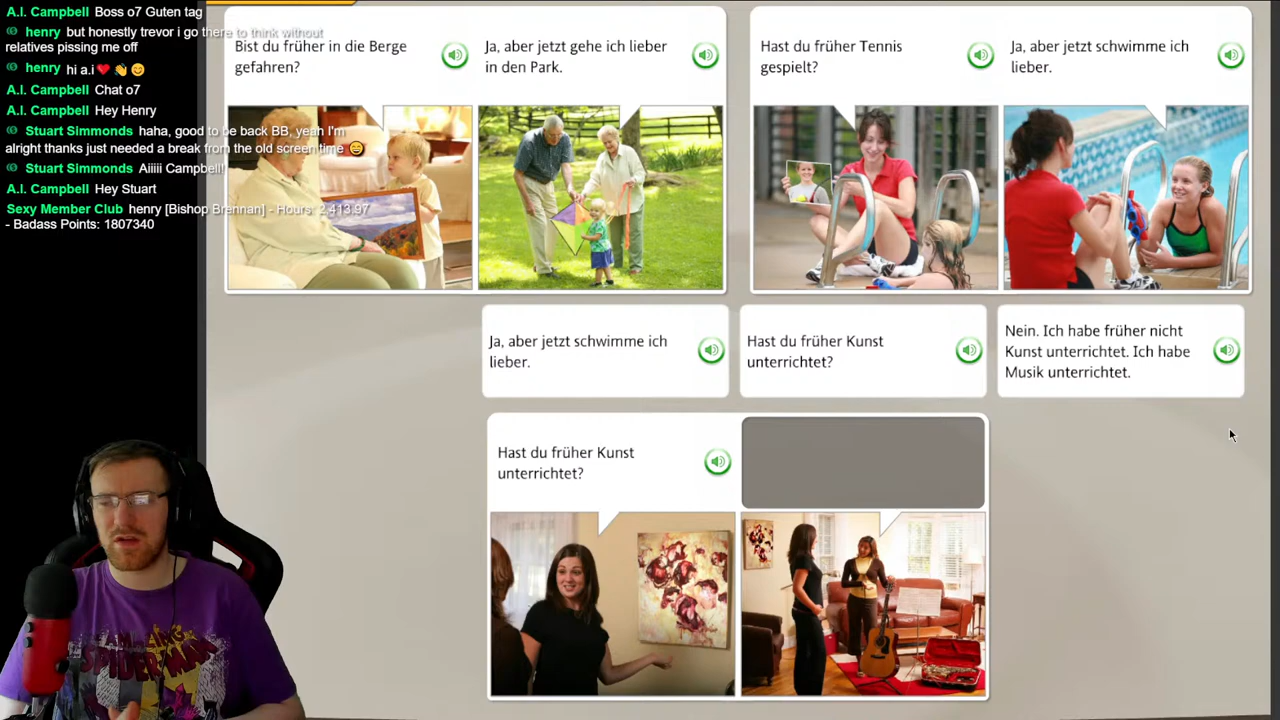 A.I. Campbell Boss o7 Guten tag
henry but honestly trevor i go there to think without
relatives pissing me off
henry hi a.i❤️👋😊
A.I. Campbell Chat o7
A.I. Campbell Hey Henry
Stuart Simmonds haha, good to be back BB, yeah I'm
alright thanks just needed a break from the old screen time 😄
Stuart Simmonds Aiiiii Campbell!
A.I. Campbell Hey Stuart
Sexy Member Club henry [Bishop Brennan] - Hours: 2,413.97
- Badass Points: 1807340
Bist du früher in die Berge
gefahren?
Ja, aber jetzt gehe ich lieber
in den Park.
Hast du früher Tennis
gespielt?
Ja, aber jetzt schwimme ich
lieber.
Ja, aber jetzt schwimme ich
lieber.
Hast du früher Kunst
unterrichtet?
Nein. Ich habe früher nicht
Kunst unterrichtet. Ich habe
Musik unterrichtet.
Hast du früher Kunst
unterrichtet?
AMAZING
SPIDER-MAN